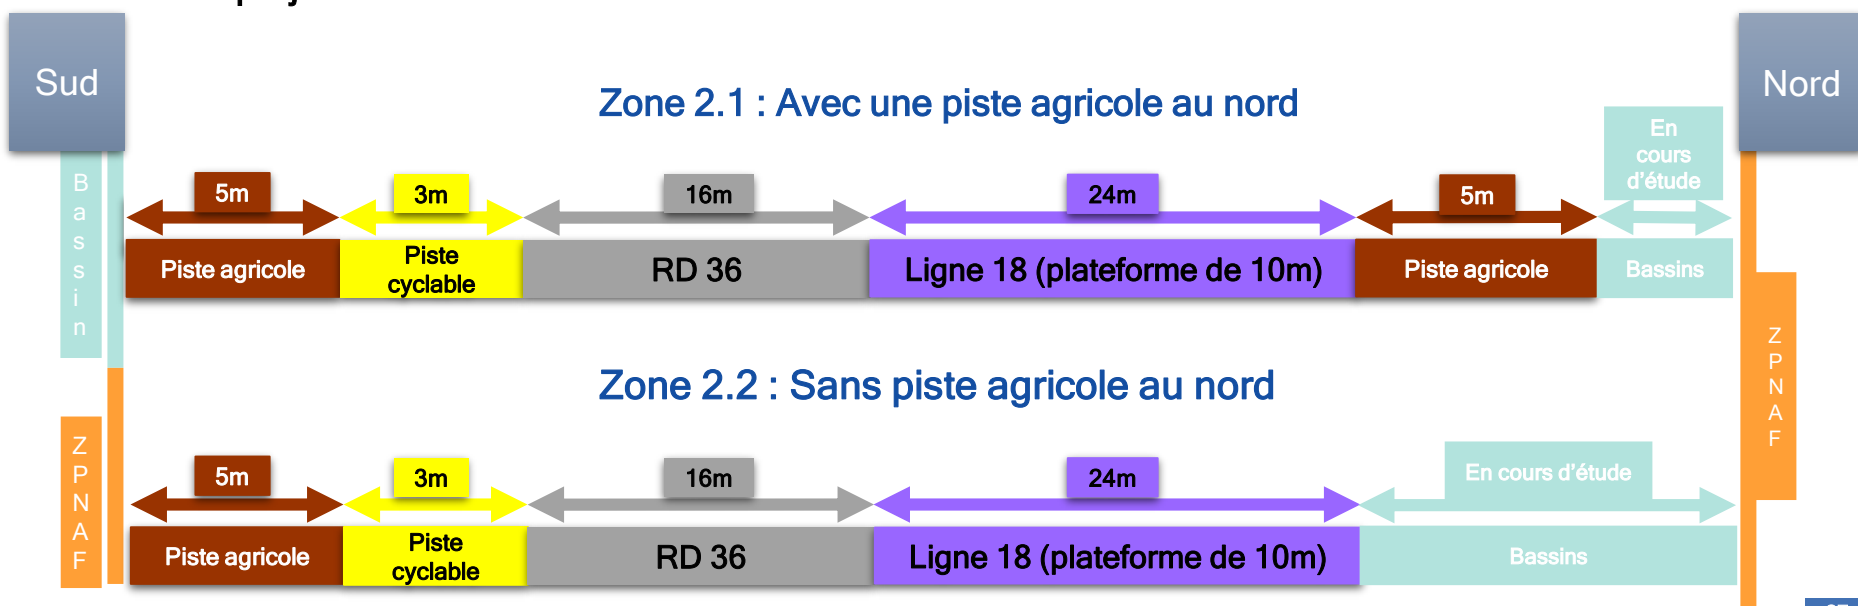 Sud
Nord
Zone 2.1 : Avec une piste agricole au nord
En
cours
d'étude
Bassin
5m
3m
16m
24m
5m
Piste agricole
Piste
cyclable
RD 36
Ligne 18 (plateforme de 10m)
Piste agricole
Bassins
ZPNAF
Zone 2.2 : Sans piste agricole au nord
ZPNAF
5m
3m
16m
24m
En cours d'étude
Piste agricole
Piste
cyclable
RD 36
Ligne 18 (plateforme de 10m)
Bassins